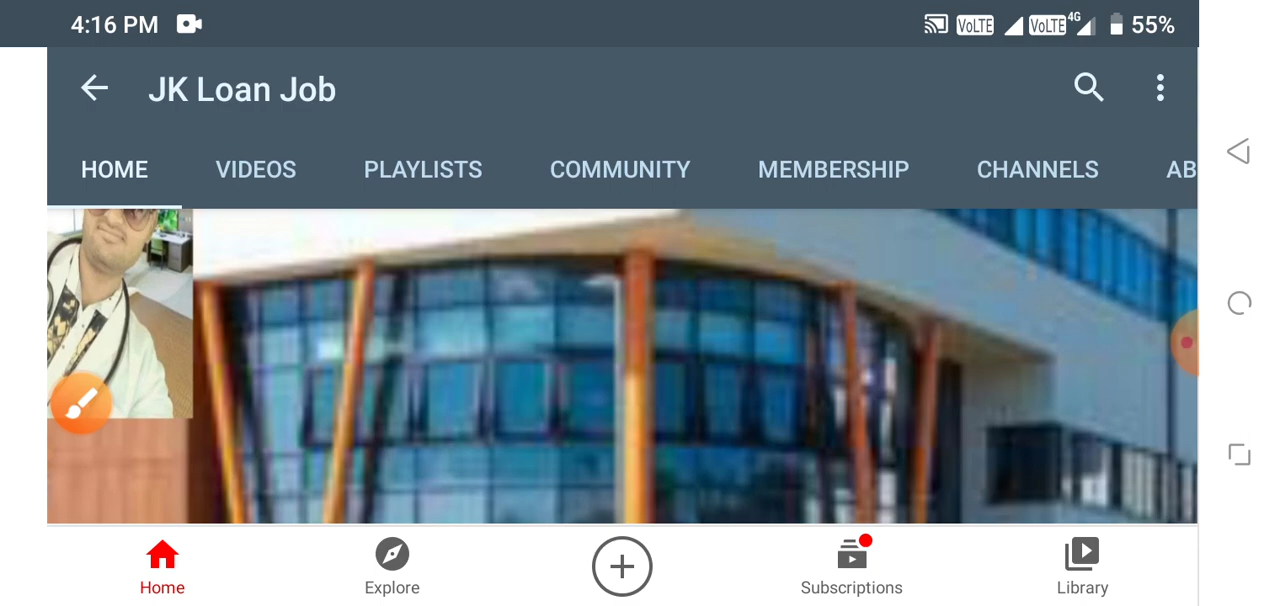 4:16 PM VoLTE VoLTE 4G 55%
JK Loan Job
HOME VIDEOS PLAYLISTS COMMUNITY MEMBERSHIP CHANNELS AB
Home Explore Subscriptions Library